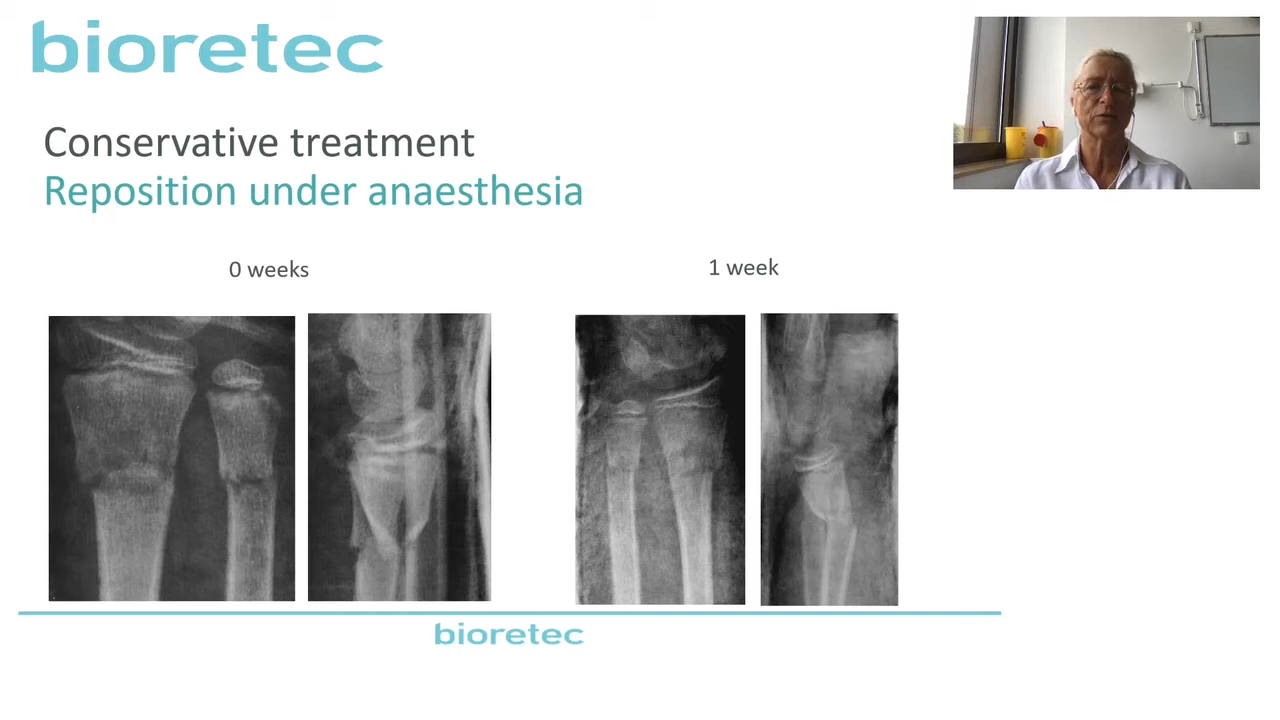 bioretec
Conservative treatment
Reposition under anaesthesia
0 weeks
1 week
bioretec